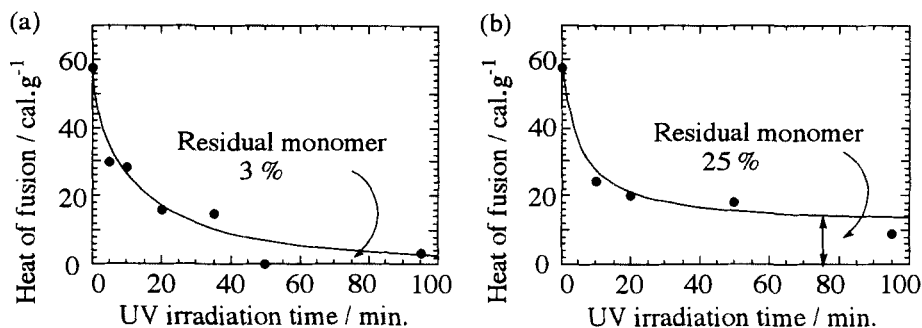 (a)
Heat of fusion / cal.g-1
60
40
20
0
Residual monomer
3 %
0 20 40 60 80 100
UV irradiation time / min.
(b)
Heat of fusion / cal.g-1
60
40
20
0
Residual monomer
25 %
0 20 40 60 80 100
UV irradiation time / min.